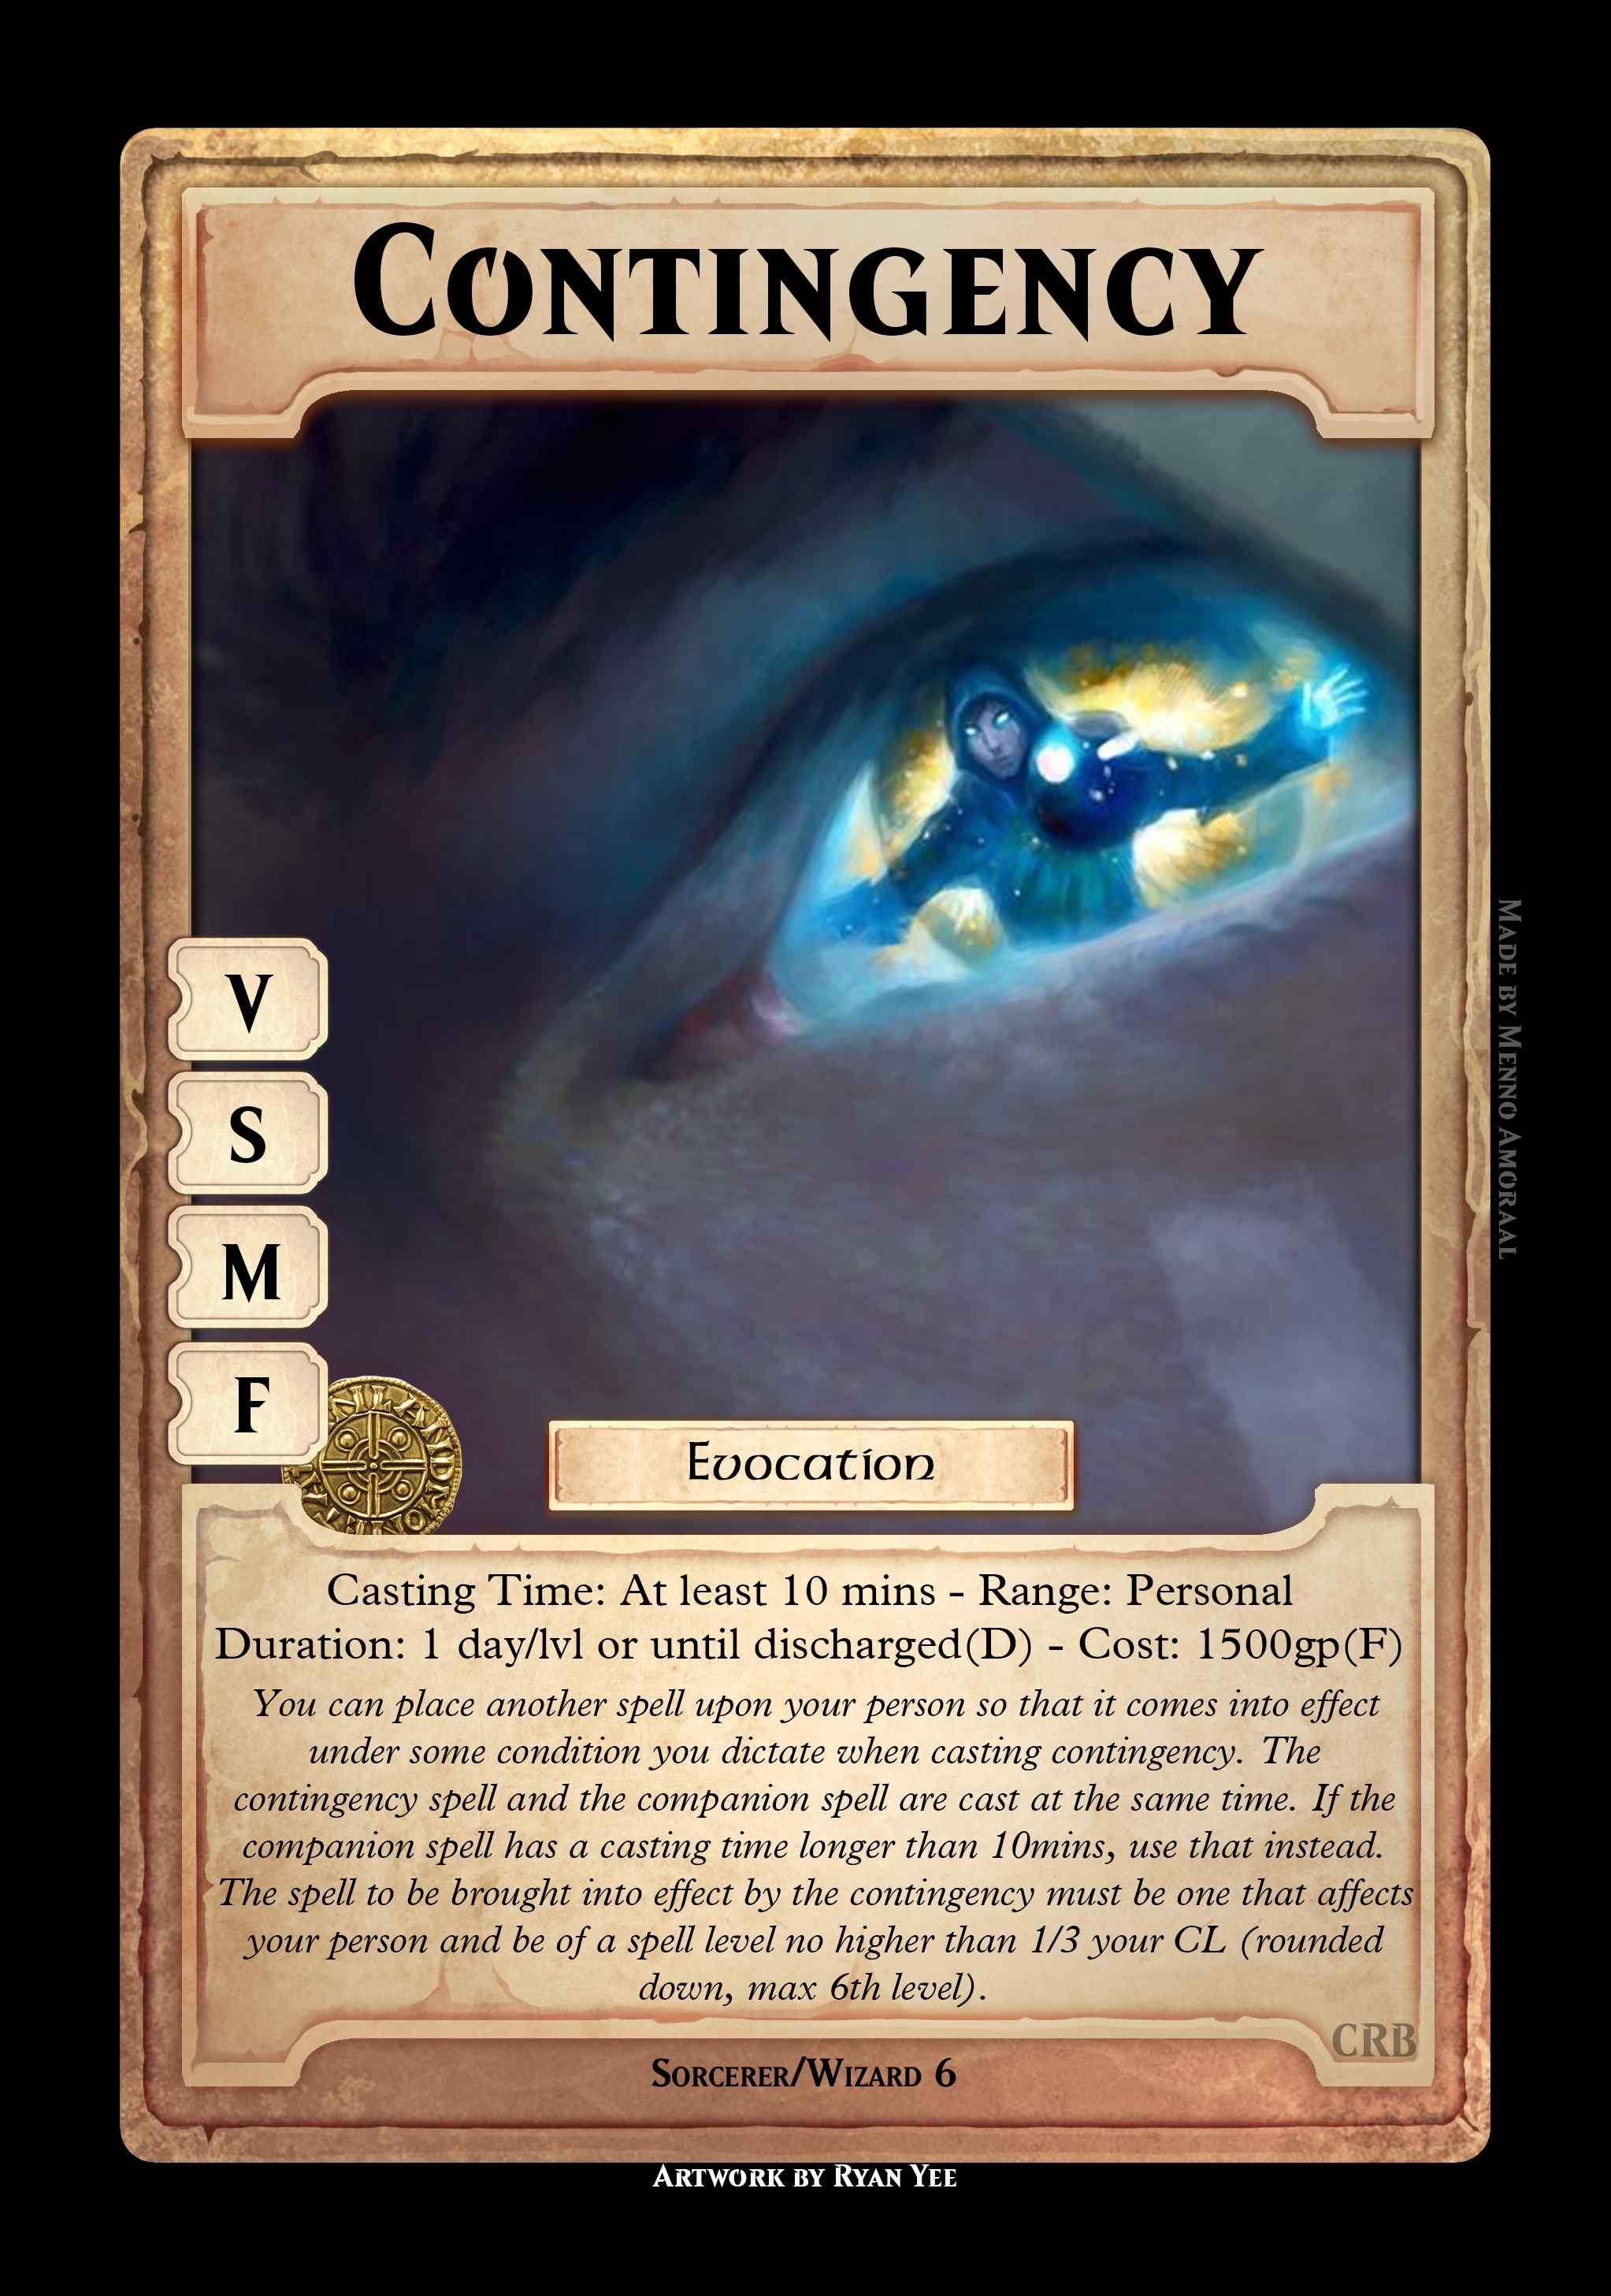 Contingency
V
S
M
F
Evocation
Casting Time: At least 10 mins - Range: Personal
Duration: 1 day/lvl or until discharged(D) - Cost: 1500gp(F)
You can place another spell upon your person so that it comes into effect
under some condition you dictate when casting contingency. The
contingency spell and the companion spell are cast at the same time. If the
companion spell has a casting time longer than 10mins, use that instead.
The spell to be brought into effect by the contingency must be one that affects
your person and be of a spell level no higher than 1/3 your CL (rounded
down, max 6th level).
CRB
Sorcerer/Wizard 6
Artwork by Ryan Yee
Made by Menno Amoraal